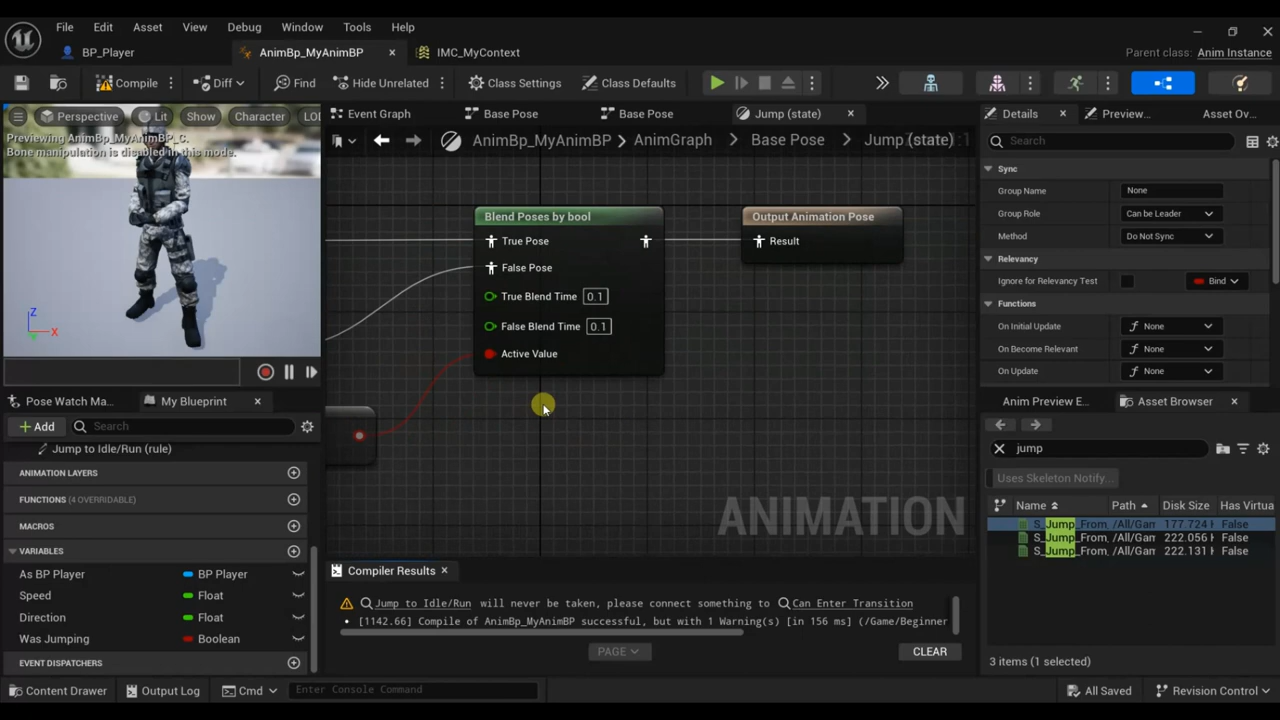 File Edit Asset View Debug Window Tools Help
BP_Player AnimBp_MyAnimBP IMC_MyContext Parent class: Anim Instance
Compile Diff Find Hide Unrelated Class Settings Class Defaults
Perspective Lit Show Character LO
Previewing AnimBp_MyAnimBP_C.
Bone manipulation is disabled in this mode.
Z
X
Event Graph Base Pose Base Pose Jump (state)
AnimBp_MyAnimBP > AnimGraph > Base Pose > Jump (state)
Blend Poses by bool
True Pose
False Pose
True Blend Time 0.1
False Blend Time 0.1
Active Value
Output Animation Pose
Result
ANIMATION
Details Preview... Asset Ov...
Search
Sync
Group Name None
Group Role Can be Leader
Method Do Not Sync
Relevancy
Ignore for Relevancy Test Bind
Functions
On Initial Update None
On Become Relevant None
On Update None
Pose Watch Ma... My Blueprint
Add Search
Jump to Idle/Run (rule)
ANIMATION LAYERS
FUNCTIONS (4 OVERRIDABLE)
MACROS
VARIABLES
As BP Player BP Player
Speed Float
Direction Float
Was Jumping Boolean
EVENT DISPATCHERS
Compiler Results
Jump to Idle/Run will never be taken, please connect something to Can Enter Transition
• [1142.66] Compile of AnimBp_MyAnimBP successful, but with 1 Warning(s) [in 156 ms] (/Game/Beginner
PAGE CLEAR
Anim Preview E... Asset Browser
jump
Uses Skeleton Notify...
Name Path Disk Size Has Virtua
S_Jump_From_ /All/Gam 177.724 False
S_Jump_From_ /All/Gam 222.056 False
S_Jump_From_ /All/Gam 222.131 False
3 items (1 selected)
Content Drawer Output Log Cmd Enter Console Command All Saved Revision Control